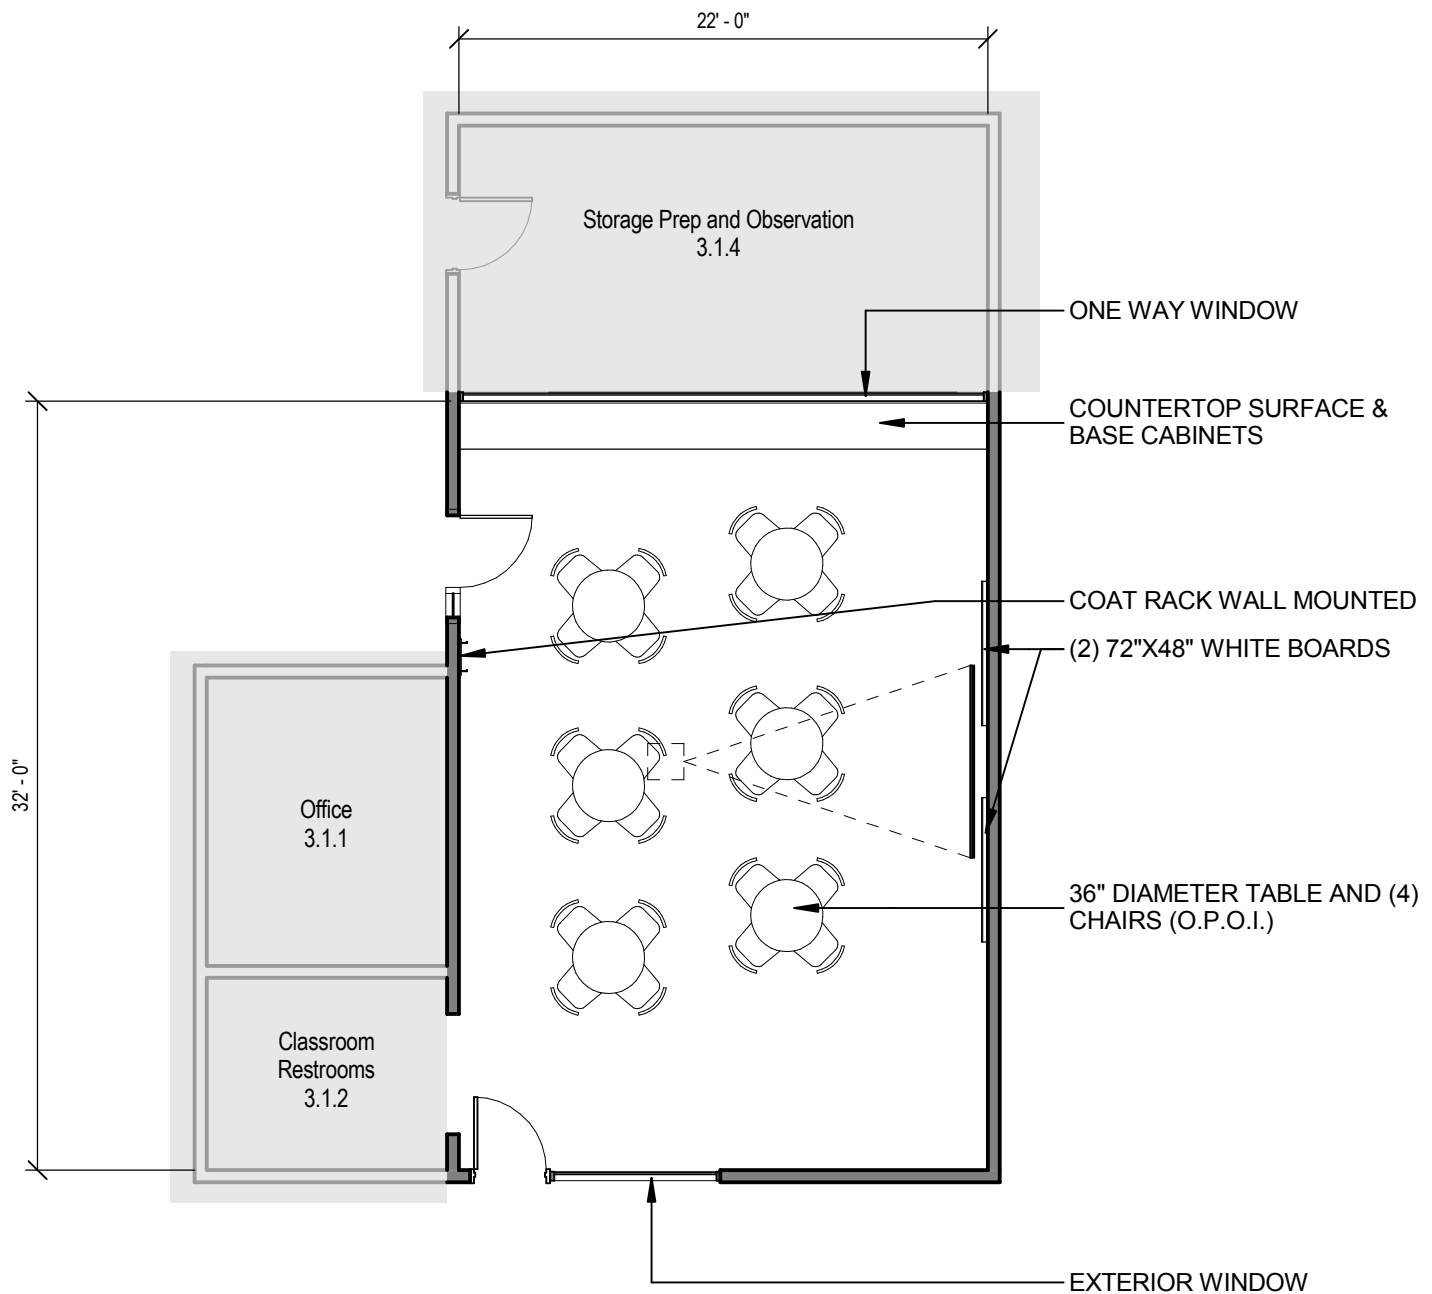 22' - 0"
Storage Prep and Observation
3.1.4
ONE WAY WINDOW
COUNTERTOP SURFACE &
BASE CABINETS
COAT RACK WALL MOUNTED
(2) 72"X48" WHITE BOARDS
32' - 0"
Office
3.1.1
36" DIAMETER TABLE AND (4)
CHAIRS (O.P.O.I.)
Classroom
Restrooms
3.1.2
EXTERIOR WINDOW